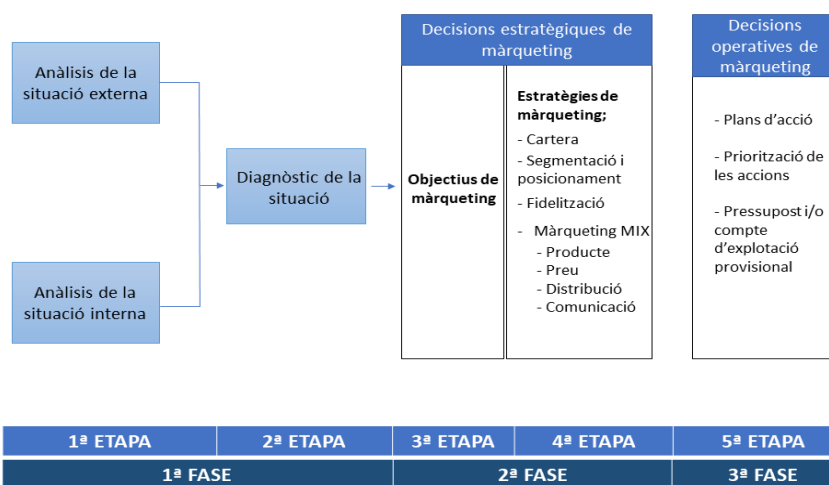 Anàlisis de la
situació externa
Anàlisis de la
situació interna
Diagnòstic de la
situació
Decisions estratègiques de
màrqueting
Objectius de
màrqueting
Estratègies de
màrqueting;
- Cartera
- Segmentació i
posicionament
- Fidelització
- Màrqueting MIX
- Producte
- Preu
- Distribució
- Comunicació
Decisions
operatives de
màrqueting
- Plans d’acció
- Priorització de
les accions
- Pressupost i/o
compte
d’explotació
provisional
1ª ETAPA 2ª ETAPA 3ª ETAPA 4ª ETAPA 5ª ETAPA
1ª FASE 2ª FASE 3ª FASE